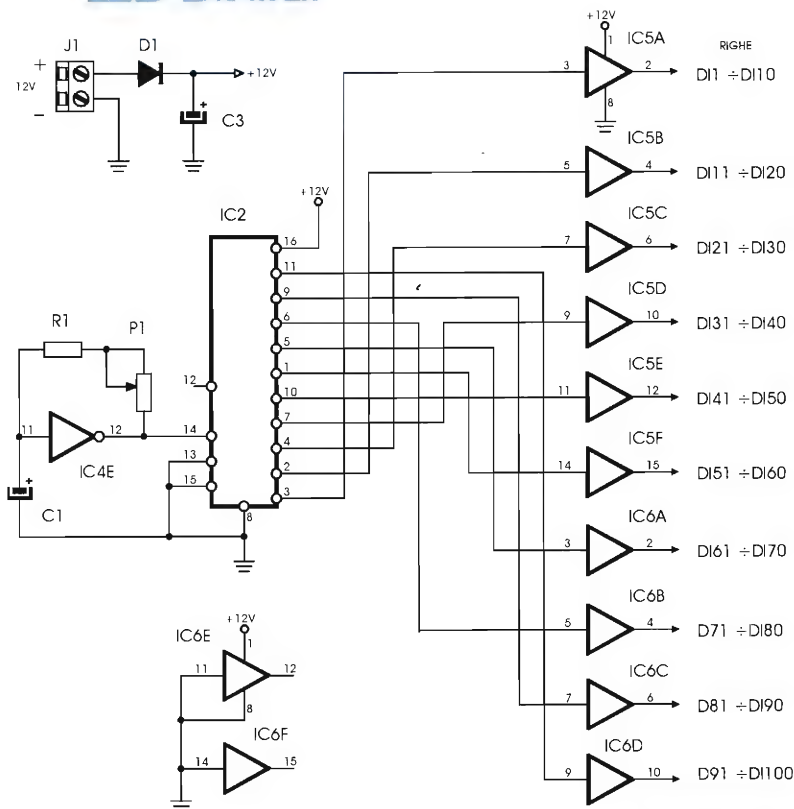 J1
D1
+
12V
−
+12V
+
C3
+12V
1
IC5A
3
2
8
RIGHE
DI1 ÷DI10
IC5B
5
4
DI11 ÷DI20
IC5C
7
6
DI21 ÷DI30
IC5D
9
10
DI31 ÷DI40
IC5E
11
12
DI41 ÷DI50
IC5F
14
15
DI51 ÷DI60
IC6A
3
2
DI61 ÷DI70
IC6B
5
4
D71 ÷DI80
IC6C
7
6
D81 ÷DI90
IC6D
9
10
D91 ÷DI100
IC2
+12V
16
11
9
6
5
1
10
7
4
2
3
12
14
13
15
8
R1
P1
11
12
IC4E
+
C1
IC6E
+12V
1
11
12
8
IC6F
14
15